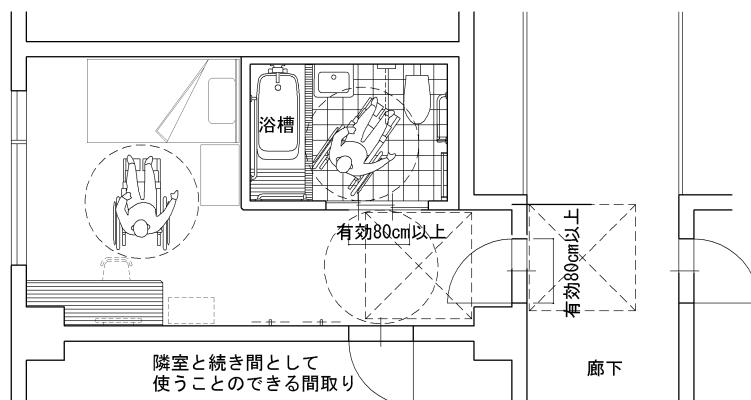 浴槽
有効80cm以上
有効80cm以上
隣室と続き間として
使うことのできる間取り
廊下